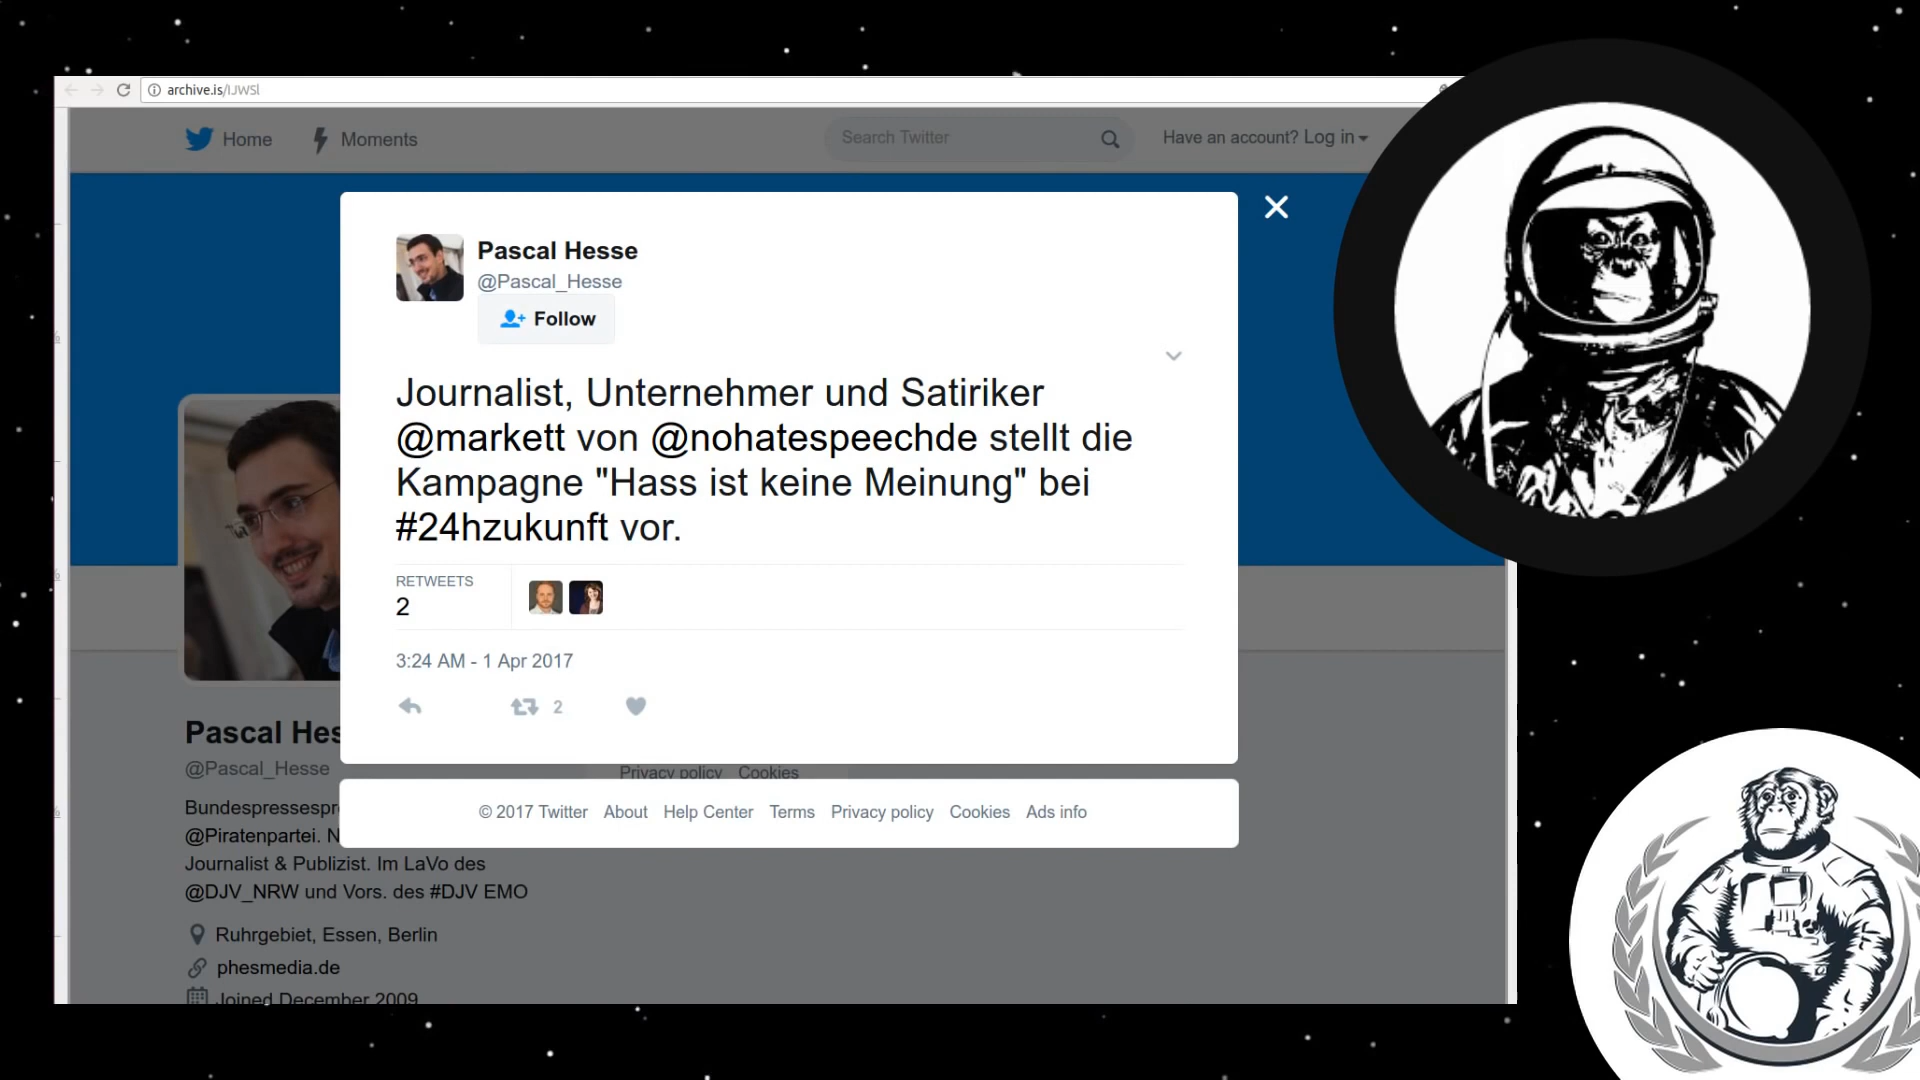 archive.is/IJWSl
Home
Moments
Search Twitter
Have an account? Log in
Pascal Hesse
@Pascal_Hesse
Follow
Journalist, Unternehmer und Satiriker
@markett von @nohatespeechde stellt die
Kampagne "Hass ist keine Meinung" bei
#24hzukunft vor.
RETWEETS
2
3:24 AM - 1 Apr 2017
2
Privacy policy Cookies
© 2017 Twitter About Help Center Terms Privacy policy Cookies Ads info
Pascal Hes
@Pascal_Hesse
Bundespressespr
@Piratenpartei. N
Journalist & Publizist. Im LaVo des
@DJV_NRW und Vors. des #DJV EMO
Ruhrgebiet, Essen, Berlin
phesmedia.de
Joined December 2009